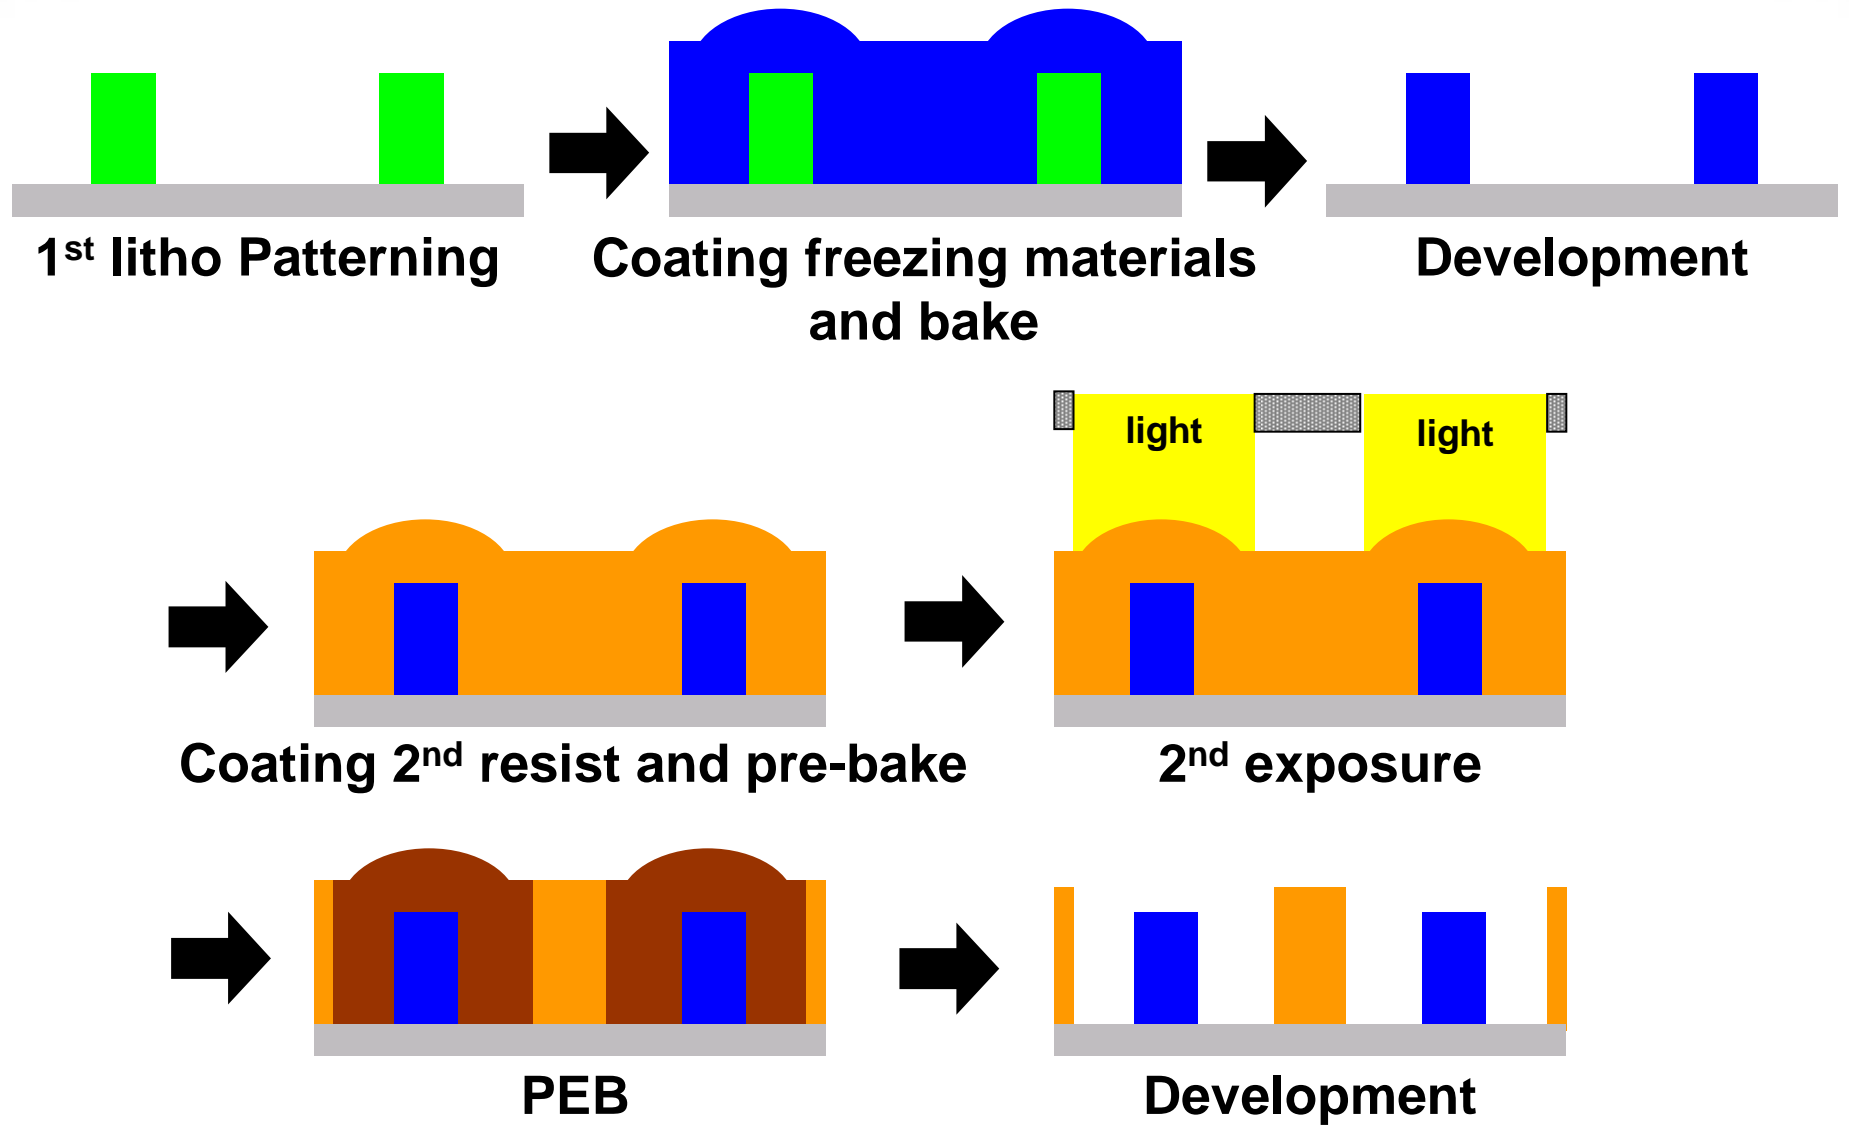 1st litho Patterning
Coating freezing materials
and bake
Development
light
light
Coating 2nd resist and pre-bake
2nd exposure
PEB
Development